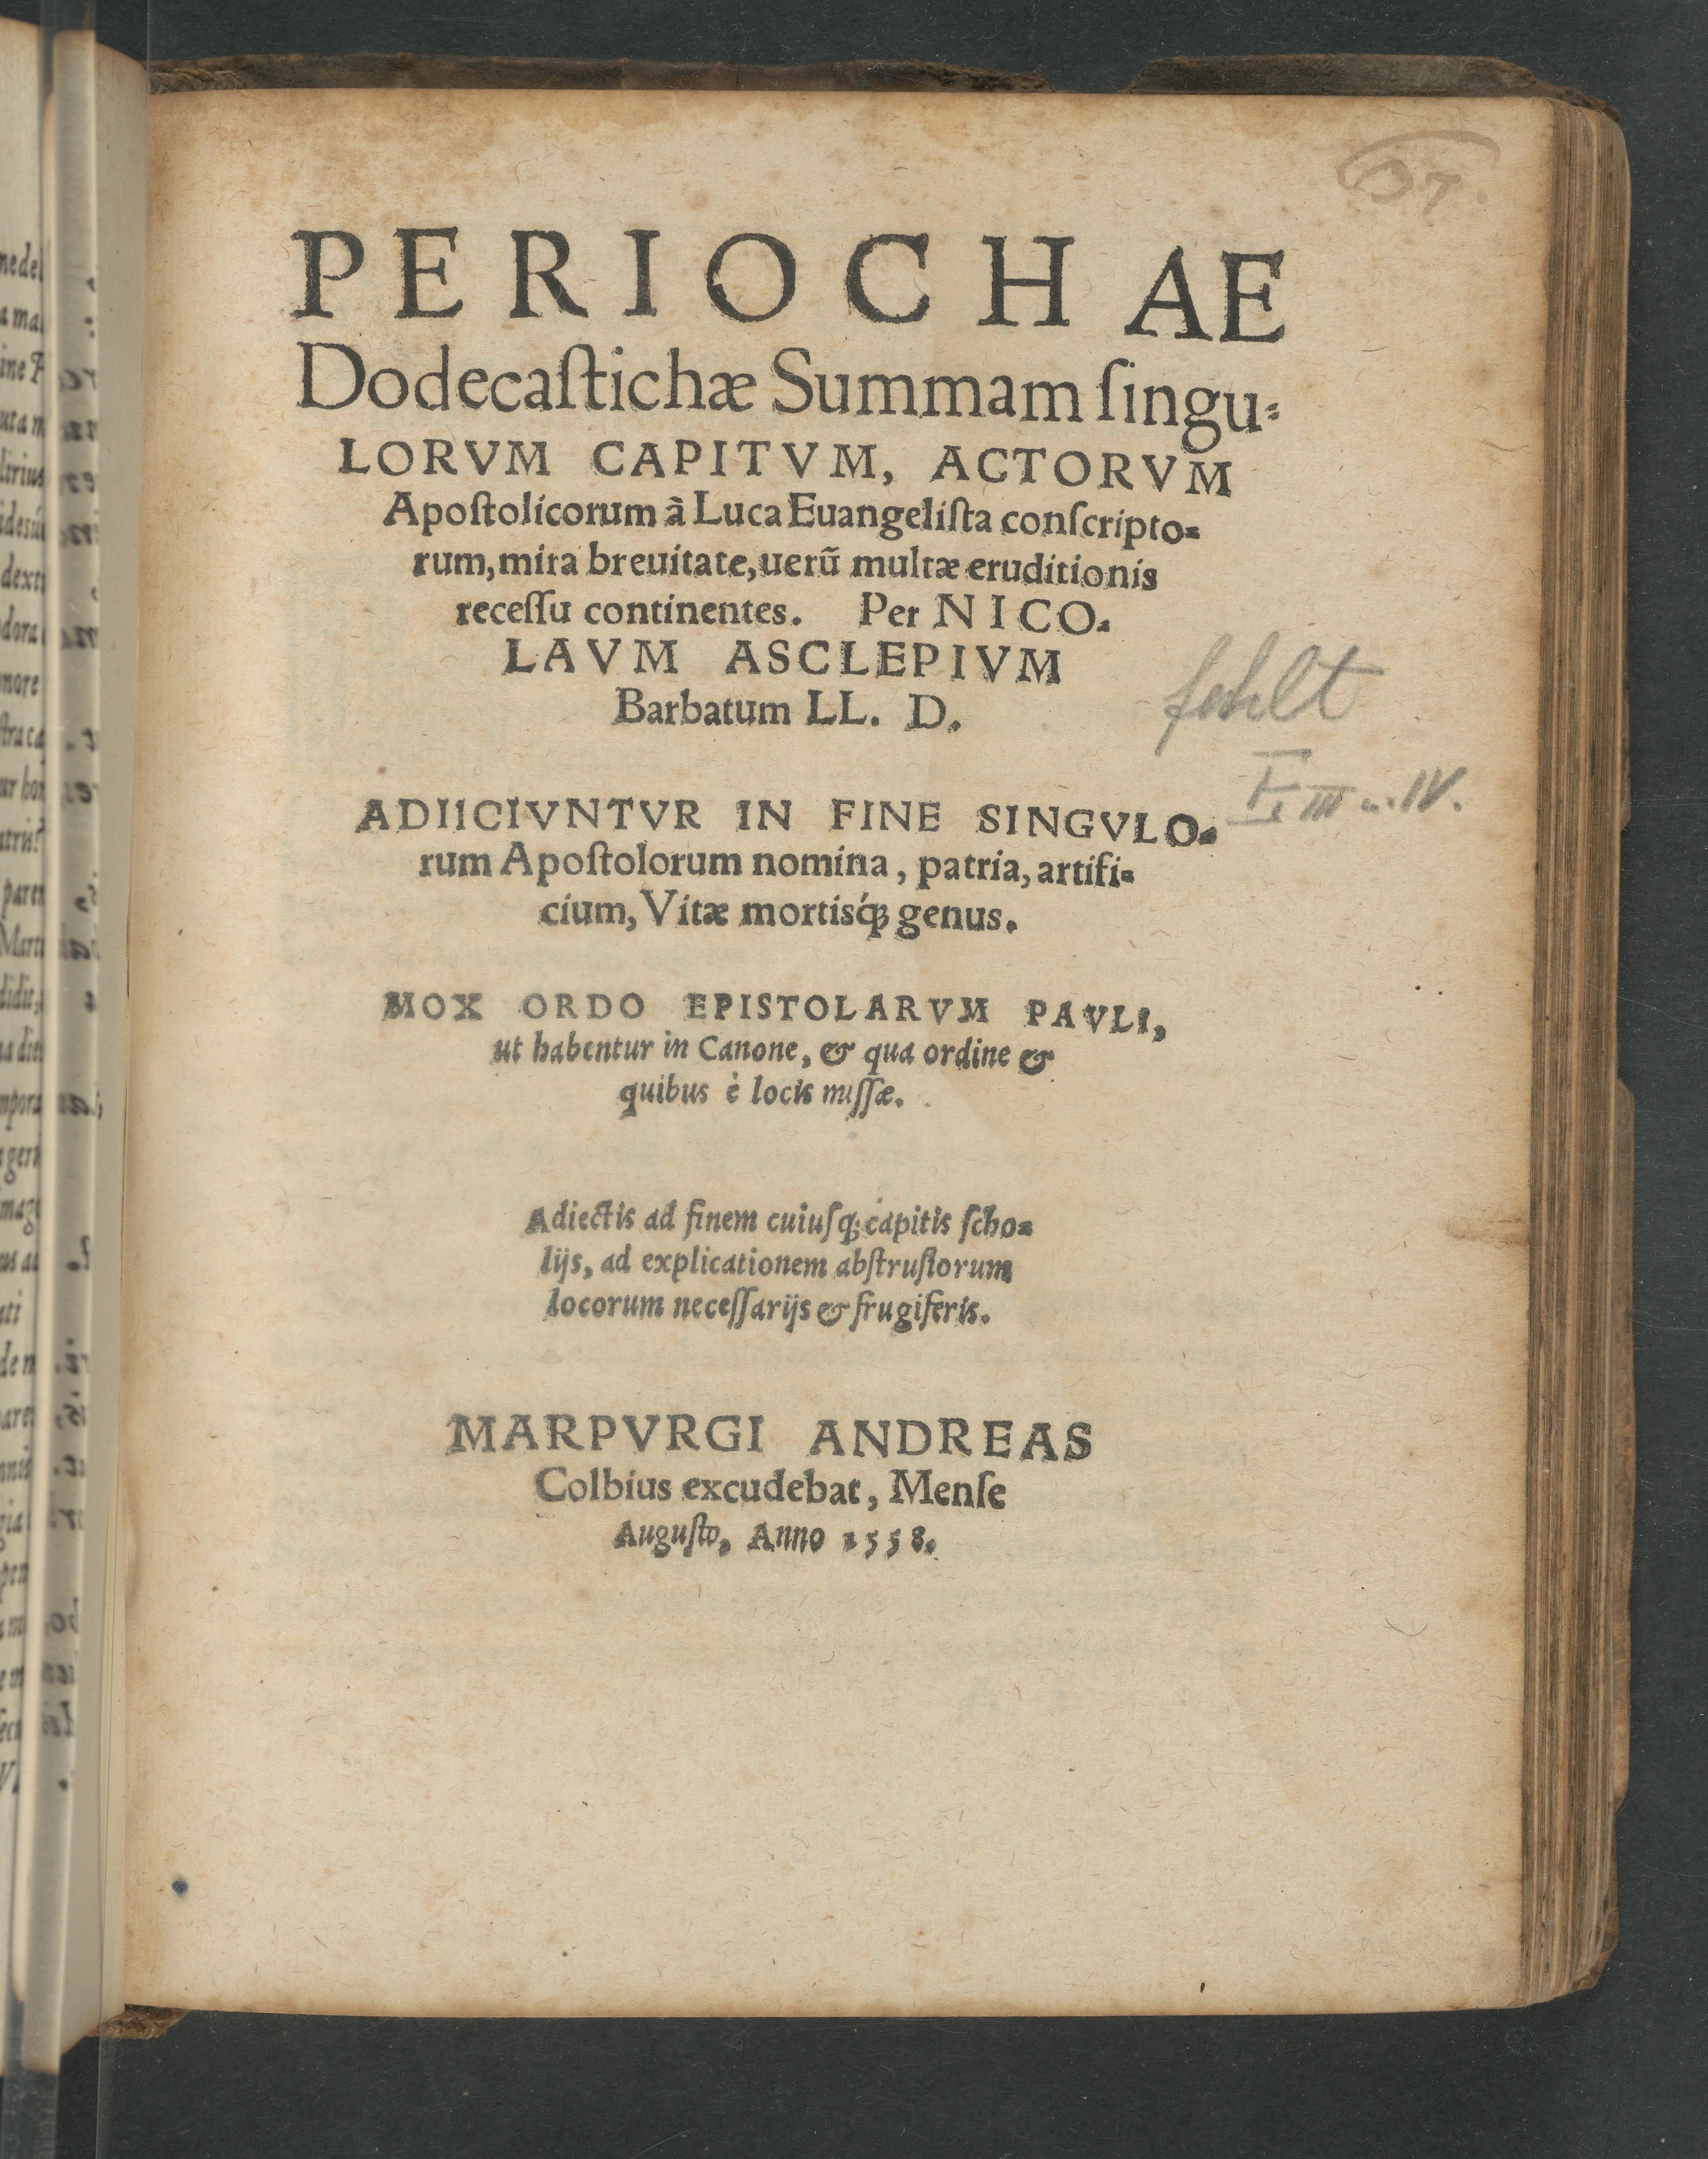 PERIOCHAE
Dodecaſtichæ Summam ſingu⸗
LORVM CAPITVM, ACTORVM
Apoſtolicorum à Luca Euangeliſta conſcripto⸗
rum, mira breuitate, uerũ multæ eruditionis
receſſu continentes. Per NICO.
LAVM ASCLEPIVM
Barbatum LL. D.
fehlt
F III u. IV.
ADIICIVNTVR IN FINE SINGVLO⸗
rum Apoſtolorum nomina, patria, artifi⸗
cium, Vitæ mortisq́ꝫ genus.
MOX ORDO EPISTOLARVM PAVLI,
ut habentur in Canone, & qua ordine &
quibus è locis miſſæ.
Adiectis ad finem cuiuſqꝫ capitis ſcho⸗
lijs, ad explicationem abſtruſiorum
locorum neceſſarijs & frugiferis.
MARPVRGI ANDREAS
Colbius excudebat, Menſe
Auguſto, Anno 1558.